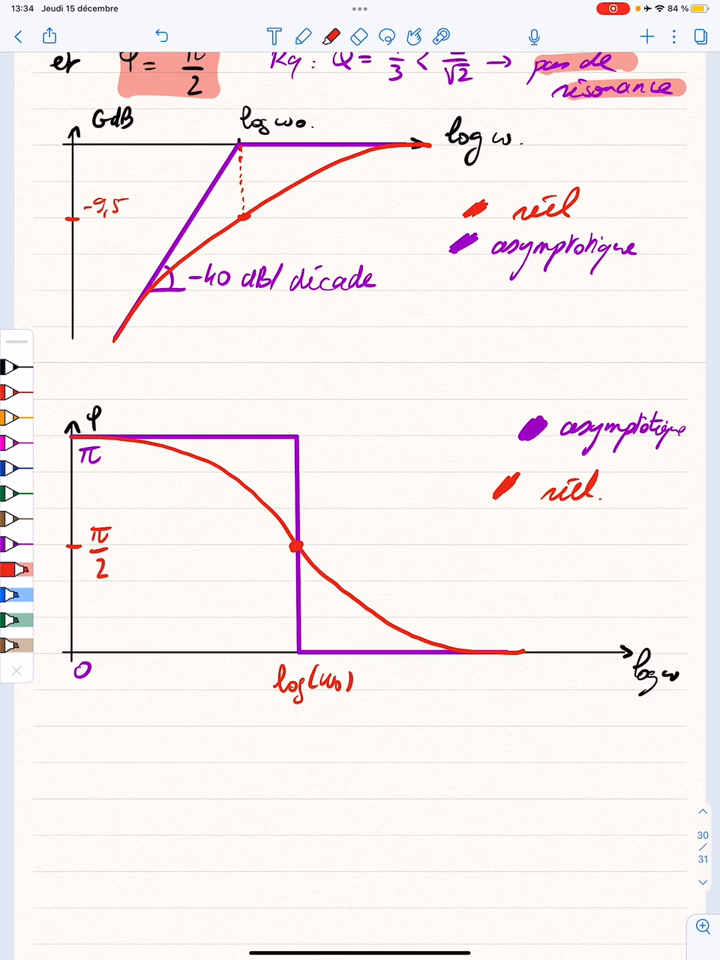 13:34 Jeudi 15 décembre
84 %
et φ = π/2 Rq : Q = 1/3 < 1/√2 → pas de
résonance
GdB
log ω0.
log ω.
-9,5
réel
asymptotique
-40 dB/ décade
φ
asymptotique
π
réel.
π/2
0
log(ω0)
log ω
30
/
31